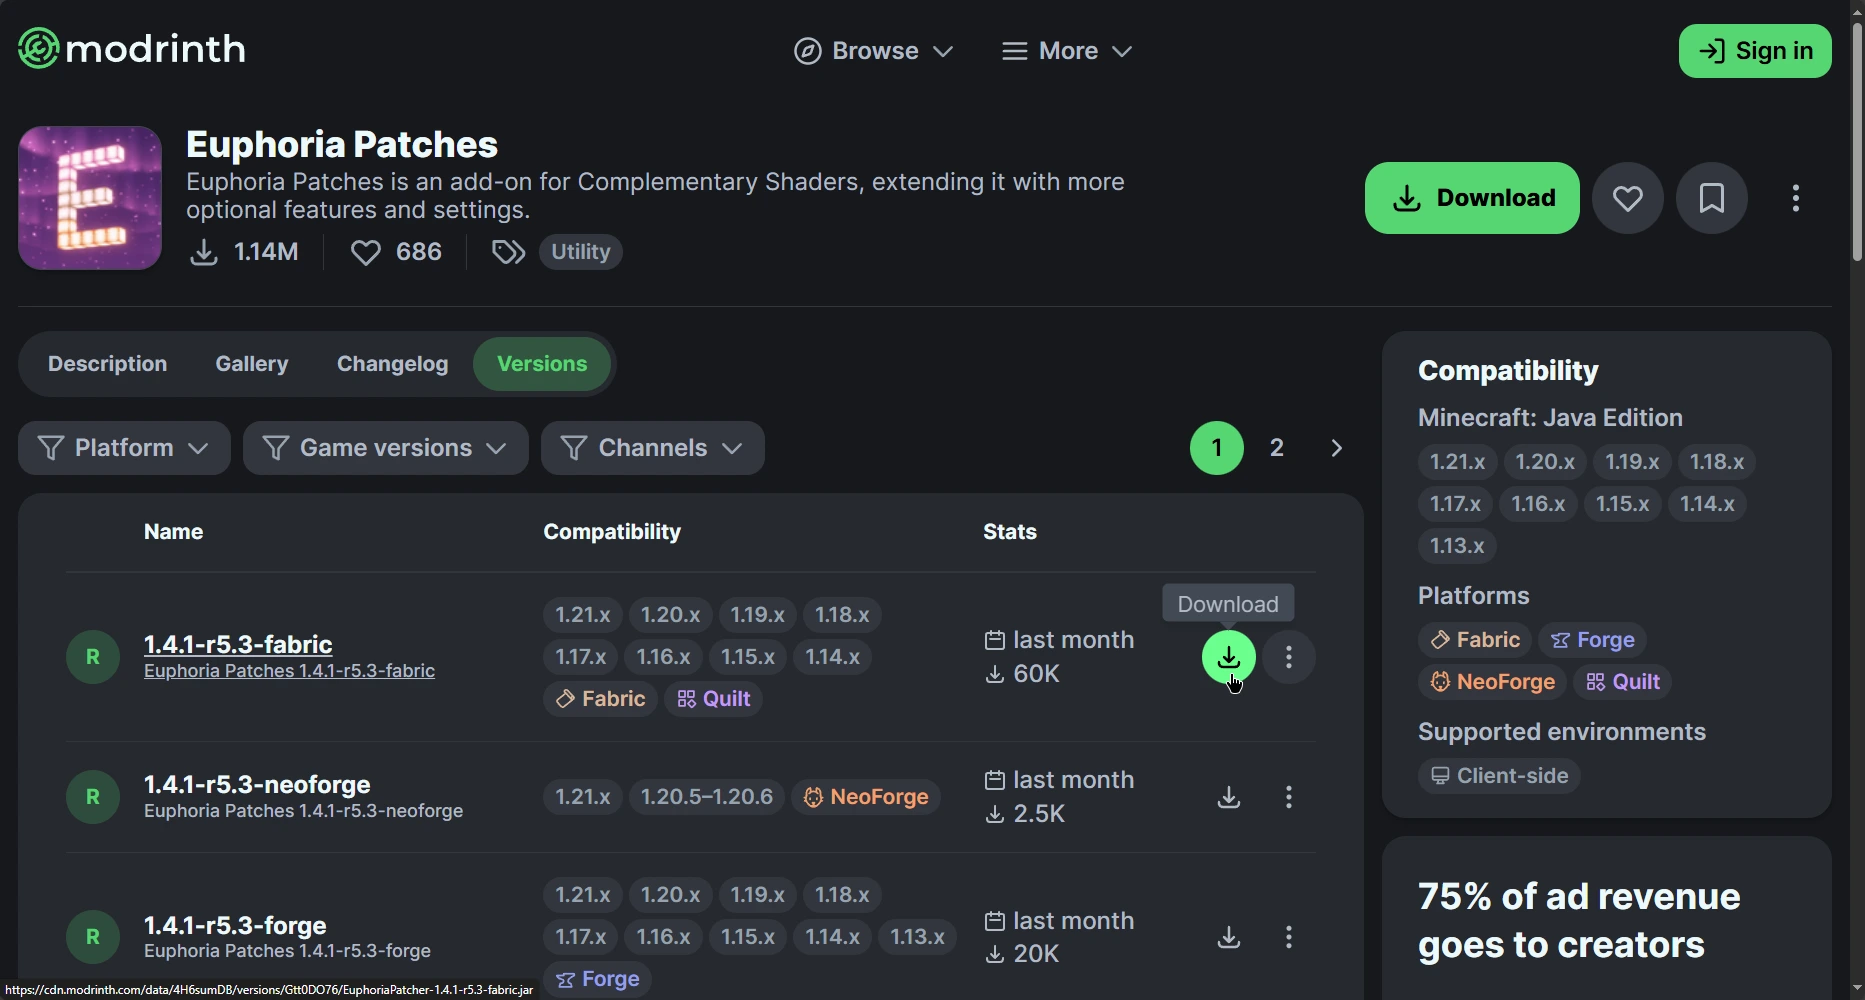 modrinth
Browse
More
Sign in
Euphoria Patches
Euphoria Patches is an add-on for Complementary Shaders, extending it with more
optional features and settings.
1.14M
686
Utility
Download
Description
Gallery
Changelog
Versions
Platform
Game versions
Channels
1
2
Name
Compatibility
Stats
Download
R
1.4.1-r5.3-fabric
Euphoria Patches 1.4.1-r5.3-fabric
1.21.x 1.20.x 1.19.x 1.18.x
1.17.x 1.16.x 1.15.x 1.14.x
Fabric Quilt
last month
60K
R
1.4.1-r5.3-neoforge
Euphoria Patches 1.4.1-r5.3-neoforge
1.21.x 1.20.5–1.20.6 NeoForge
last month
2.5K
R
1.4.1-r5.3-forge
Euphoria Patches 1.4.1-r5.3-forge
1.21.x 1.20.x 1.19.x 1.18.x
1.17.x 1.16.x 1.15.x 1.14.x 1.13.x
Forge
last month
20K
Compatibility
Minecraft: Java Edition
1.21.x 1.20.x 1.19.x 1.18.x
1.17.x 1.16.x 1.15.x 1.14.x
1.13.x
Platforms
Fabric Forge
NeoForge Quilt
Supported environments
Client-side
75% of ad revenue
goes to creators
https://cdn.modrinth.com/data/4H6sumDB/versions/Gtt0DO76/EuphoriaPatcher-1.4.1-r5.3-fabric.jar